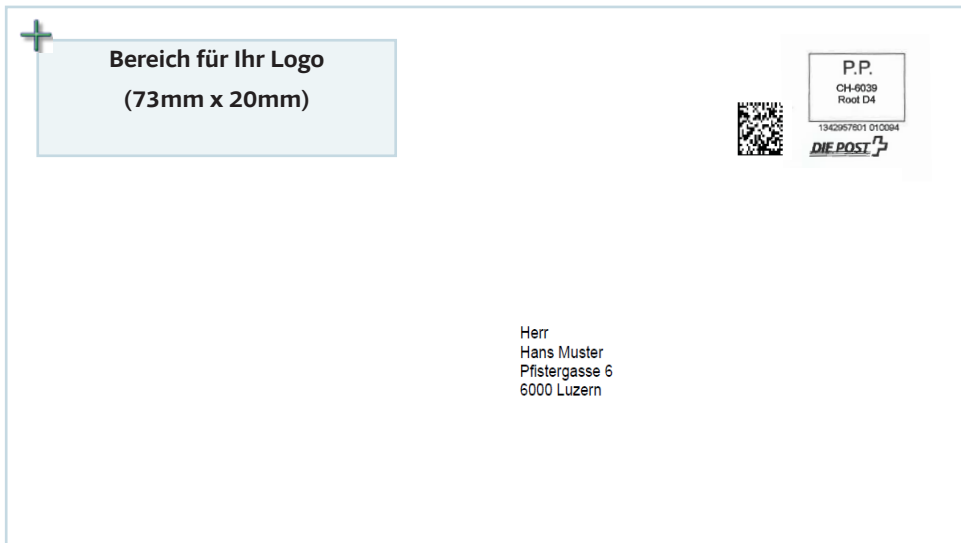 Bereich für Ihr Logo
(73mm x 20mm)
P.P.
CH-6039
Root D4
1342957601 010094
DIE POST
Herr
Hans Muster
Pfistergasse 6
6000 Luzern